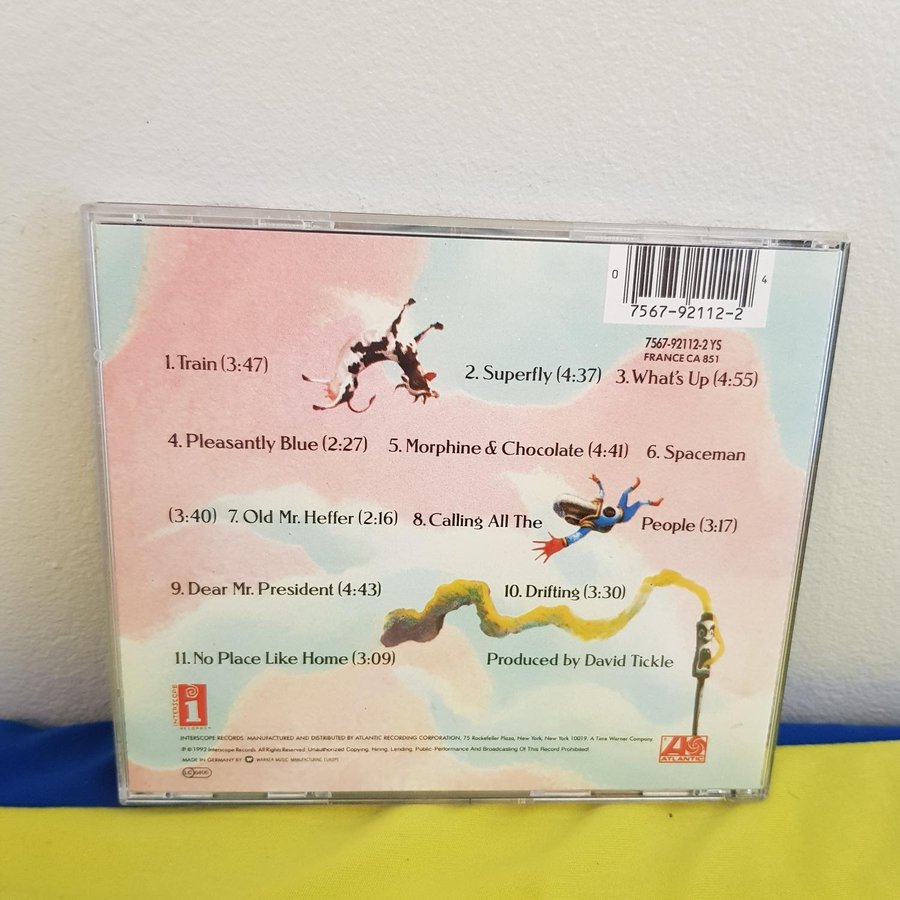 0
4
7567-92112-2
7567-92112-2 YS
FRANCE CA 851
1. Train (3:47)
2. Superfly (4:37) 3. What's Up (4:55)
4. Pleasantly Blue (2:27) 5. Morphine & Chocolate (4:41) 6. Spaceman
(3:40) 7. Old Mr. Heffer (2:16) 8. Calling All The People (3:17)
9. Dear Mr. President (4:43) 10. Drifting (3:30)
11. No Place Like Home (3:09) Produced by David Tickle
INTERSCOPE
RECORDS
INTERSCOPE RECORDS. MANUFACTURED AND DISTRIBUTED BY ATLANTIC RECORDING CORPORATION, 75 Rockefeller Plaza, New York, New York 10019. A Time Warner Company.
℗ © 1992 Interscope Records. All Rights Reserved. Unauthorized Copying, Hiring, Lending, Public Performance And Broadcasting Of This Record Prohibited!
MADE IN GERMANY BY WARNER MUSIC MANUFACTURING EUROPE
LC
ATLANTIC